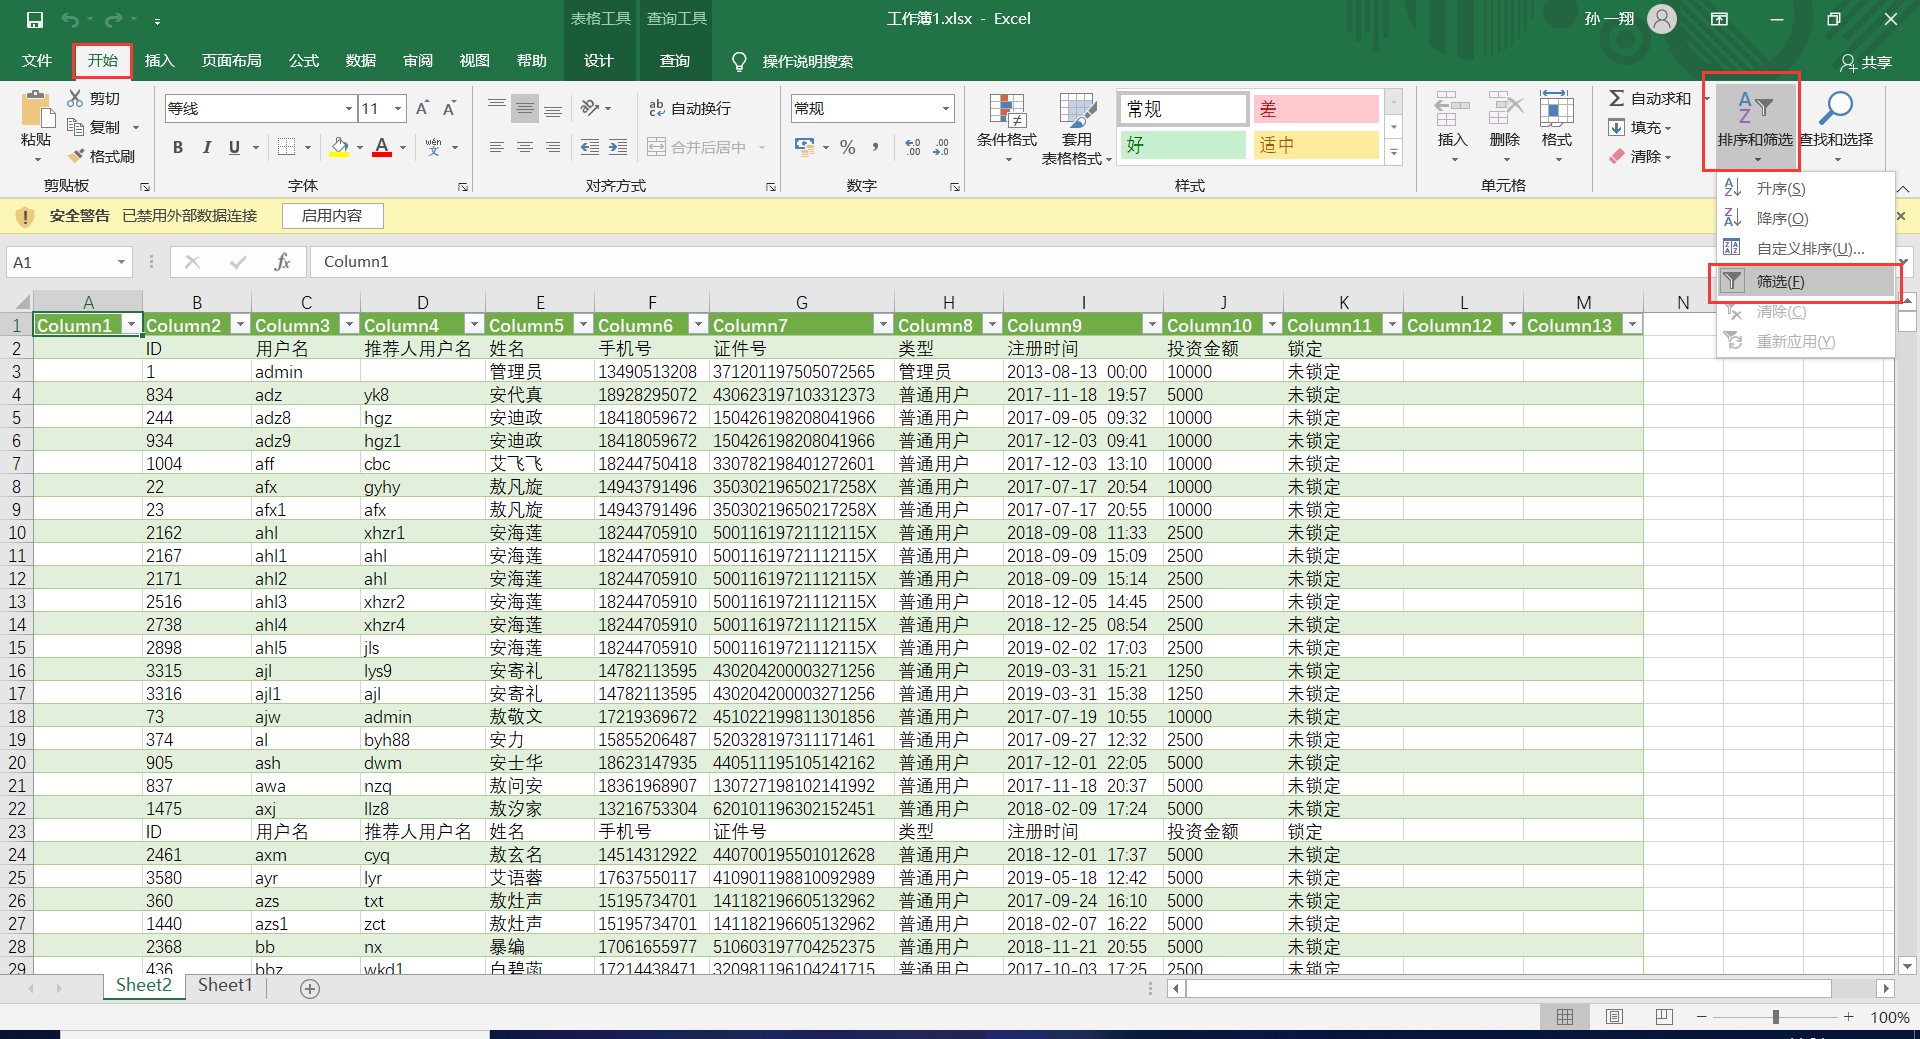 表格工具 查询工具 工作簿1.xlsx - Excel 孙 一翔
文件 开始 插入 页面布局 公式 数据 审阅 视图 帮助 设计 查询 操作说明搜索 共享
粘贴 剪切 复制 格式刷 剪贴板
等线 11 B I U wén 字体
ab 自动换行 合并后居中 对齐方式
常规 % 数字
条件格式 套用表格格式 常规 差 好 适中 样式
插入 删除 格式 单元格
自动求和 填充 清除 排序和筛选 查找和选择
升序(S)
降序(O)
自定义排序(U)...
筛选(F)
清除(C)
重新应用(Y)
安全警告 已禁用外部数据连接 启用内容
A1 fx Column1
A B C D E F G H I J K L M N
1 Column1 Column2 Column3 Column4 Column5 Column6 Column7 Column8 Column9 Column10 Column11 Column12 Column13
2 ID 用户名 推荐人用户名 姓名 手机号 证件号 类型 注册时间 投资金额 锁定
3 1 admin 管理员 13490513208 371201197505072565 管理员 2013-08-13 00:00 10000 未锁定
4 834 adz yk8 安代真 18928295072 430623197103312373 普通用户 2017-11-18 19:57 5000 未锁定
5 244 adz8 hgz 安迪政 18418059672 150426198208041966 普通用户 2017-09-05 09:32 10000 未锁定
6 934 adz9 hgz1 安迪政 18418059672 150426198208041966 普通用户 2017-12-03 09:41 10000 未锁定
7 1004 aff cbc 艾飞飞 18244750418 330782198401272601 普通用户 2017-12-03 13:10 10000 未锁定
8 22 afx gyhy 敖凡旋 14943791496 35030219650217258X 普通用户 2017-07-17 20:54 10000 未锁定
9 23 afx1 afx 敖凡旋 14943791496 35030219650217258X 普通用户 2017-07-17 20:55 10000 未锁定
10 2162 ahl xhzr1 安海莲 18244705910 50011619721112115X 普通用户 2018-09-08 11:33 2500 未锁定
11 2167 ahl1 ahl 安海莲 18244705910 50011619721112115X 普通用户 2018-09-09 15:09 2500 未锁定
12 2171 ahl2 ahl 安海莲 18244705910 50011619721112115X 普通用户 2018-09-09 15:14 2500 未锁定
13 2516 ahl3 xhzr2 安海莲 18244705910 50011619721112115X 普通用户 2018-12-05 14:45 2500 未锁定
14 2738 ahl4 xhzr4 安海莲 18244705910 50011619721112115X 普通用户 2018-12-25 08:54 2500 未锁定
15 2898 ahl5 jls 安海莲 18244705910 50011619721112115X 普通用户 2019-02-02 17:03 2500 未锁定
16 3315 ajl lys9 安寄礼 14782113595 430204200003271256 普通用户 2019-03-31 15:21 1250 未锁定
17 3316 ajl1 ajl 安寄礼 14782113595 430204200003271256 普通用户 2019-03-31 15:38 1250 未锁定
18 73 ajw admin 敖敬文 17219369672 451022199811301856 普通用户 2017-07-19 10:55 10000 未锁定
19 374 al byh88 安力 15855206487 520328197311171461 普通用户 2017-09-27 12:32 2500 未锁定
20 905 ash dwm 安士华 18623147935 440511195105142162 普通用户 2017-12-01 22:05 5000 未锁定
21 837 awa nzq 敖问安 18361968907 130727198102141992 普通用户 2017-11-18 20:37 5000 未锁定
22 1475 axj llz8 敖汐家 13216753304 620101196302152451 普通用户 2018-02-09 17:24 5000 未锁定
23 ID 用户名 推荐人用户名 姓名 手机号 证件号 类型 注册时间 投资金额 锁定
24 2461 axm cyq 敖玄名 14514312922 440700195501012628 普通用户 2018-12-01 17:37 5000 未锁定
25 3580 ayr lyr 艾语蓉 17637550117 410901198810092989 普通用户 2019-05-18 12:42 5000 未锁定
26 360 azs txt 敖灶声 15195734701 141182196605132962 普通用户 2017-09-24 16:10 5000 未锁定
27 1440 azs1 zct 敖灶声 15195734701 141182196605132962 普通用户 2018-02-07 16:22 5000 未锁定
28 2368 bb nx 暴编 17061655977 510603197704252375 普通用户 2018-11-21 20:55 5000 未锁定
29 436 bbz wkd1 白碧菡 17214438471 320981196104241715 普通用户 2017-10-03 17:25 2500 未锁定
Sheet2 Sheet1
100%